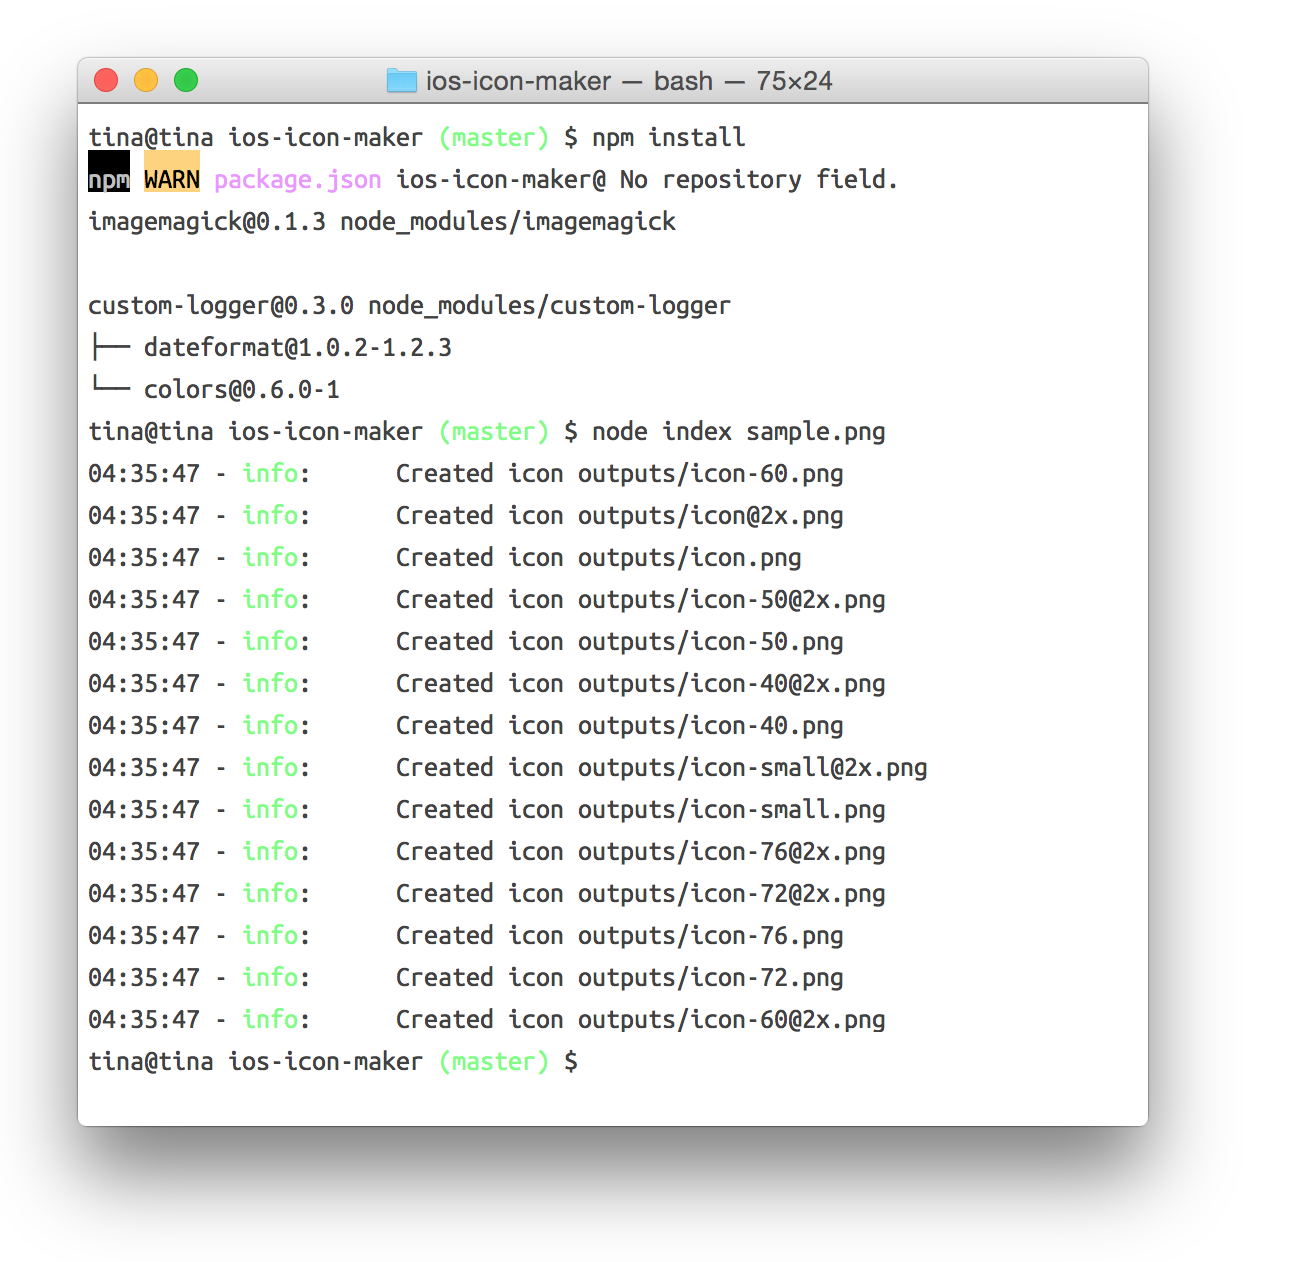 ios-icon-maker — bash — 75×24
tina@tina ios-icon-maker (master) $ npm install
npm WARN package.json ios-icon-maker@ No repository field.
imagemagick@0.1.3 node_modules/imagemagick
custom-logger@0.3.0 node_modules/custom-logger
├── dateformat@1.0.2-1.2.3
└── colors@0.6.0-1
tina@tina ios-icon-maker (master) $ node index sample.png
04:35:47 - info:      Created icon outputs/icon-60.png
04:35:47 - info:      Created icon outputs/icon@2x.png
04:35:47 - info:      Created icon outputs/icon.png
04:35:47 - info:      Created icon outputs/icon-50@2x.png
04:35:47 - info:      Created icon outputs/icon-50.png
04:35:47 - info:      Created icon outputs/icon-40@2x.png
04:35:47 - info:      Created icon outputs/icon-40.png
04:35:47 - info:      Created icon outputs/icon-small@2x.png
04:35:47 - info:      Created icon outputs/icon-small.png
04:35:47 - info:      Created icon outputs/icon-76@2x.png
04:35:47 - info:      Created icon outputs/icon-72@2x.png
04:35:47 - info:      Created icon outputs/icon-76.png
04:35:47 - info:      Created icon outputs/icon-72.png
04:35:47 - info:      Created icon outputs/icon-60@2x.png
tina@tina ios-icon-maker (master) $